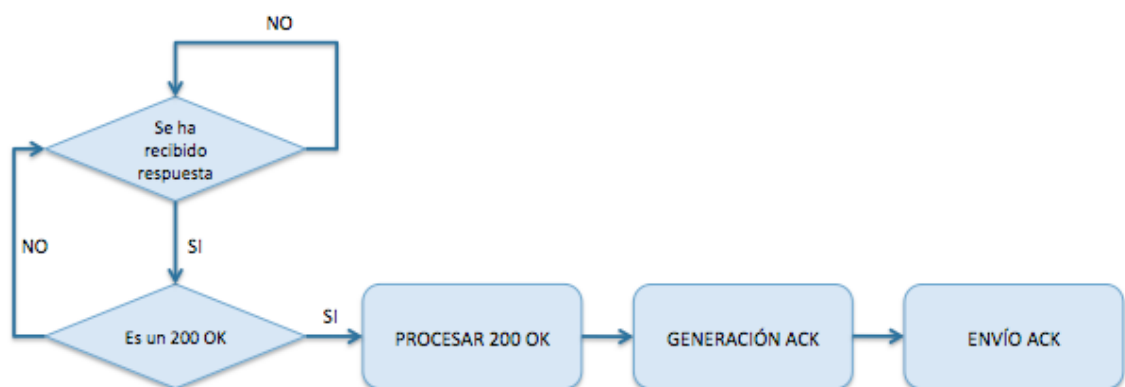 NO
Se ha
recibido
respuesta
NO
SI
Es un 200 OK
SI
PROCESAR 200 OK
GENERACIÓN ACK
ENVÍO ACK